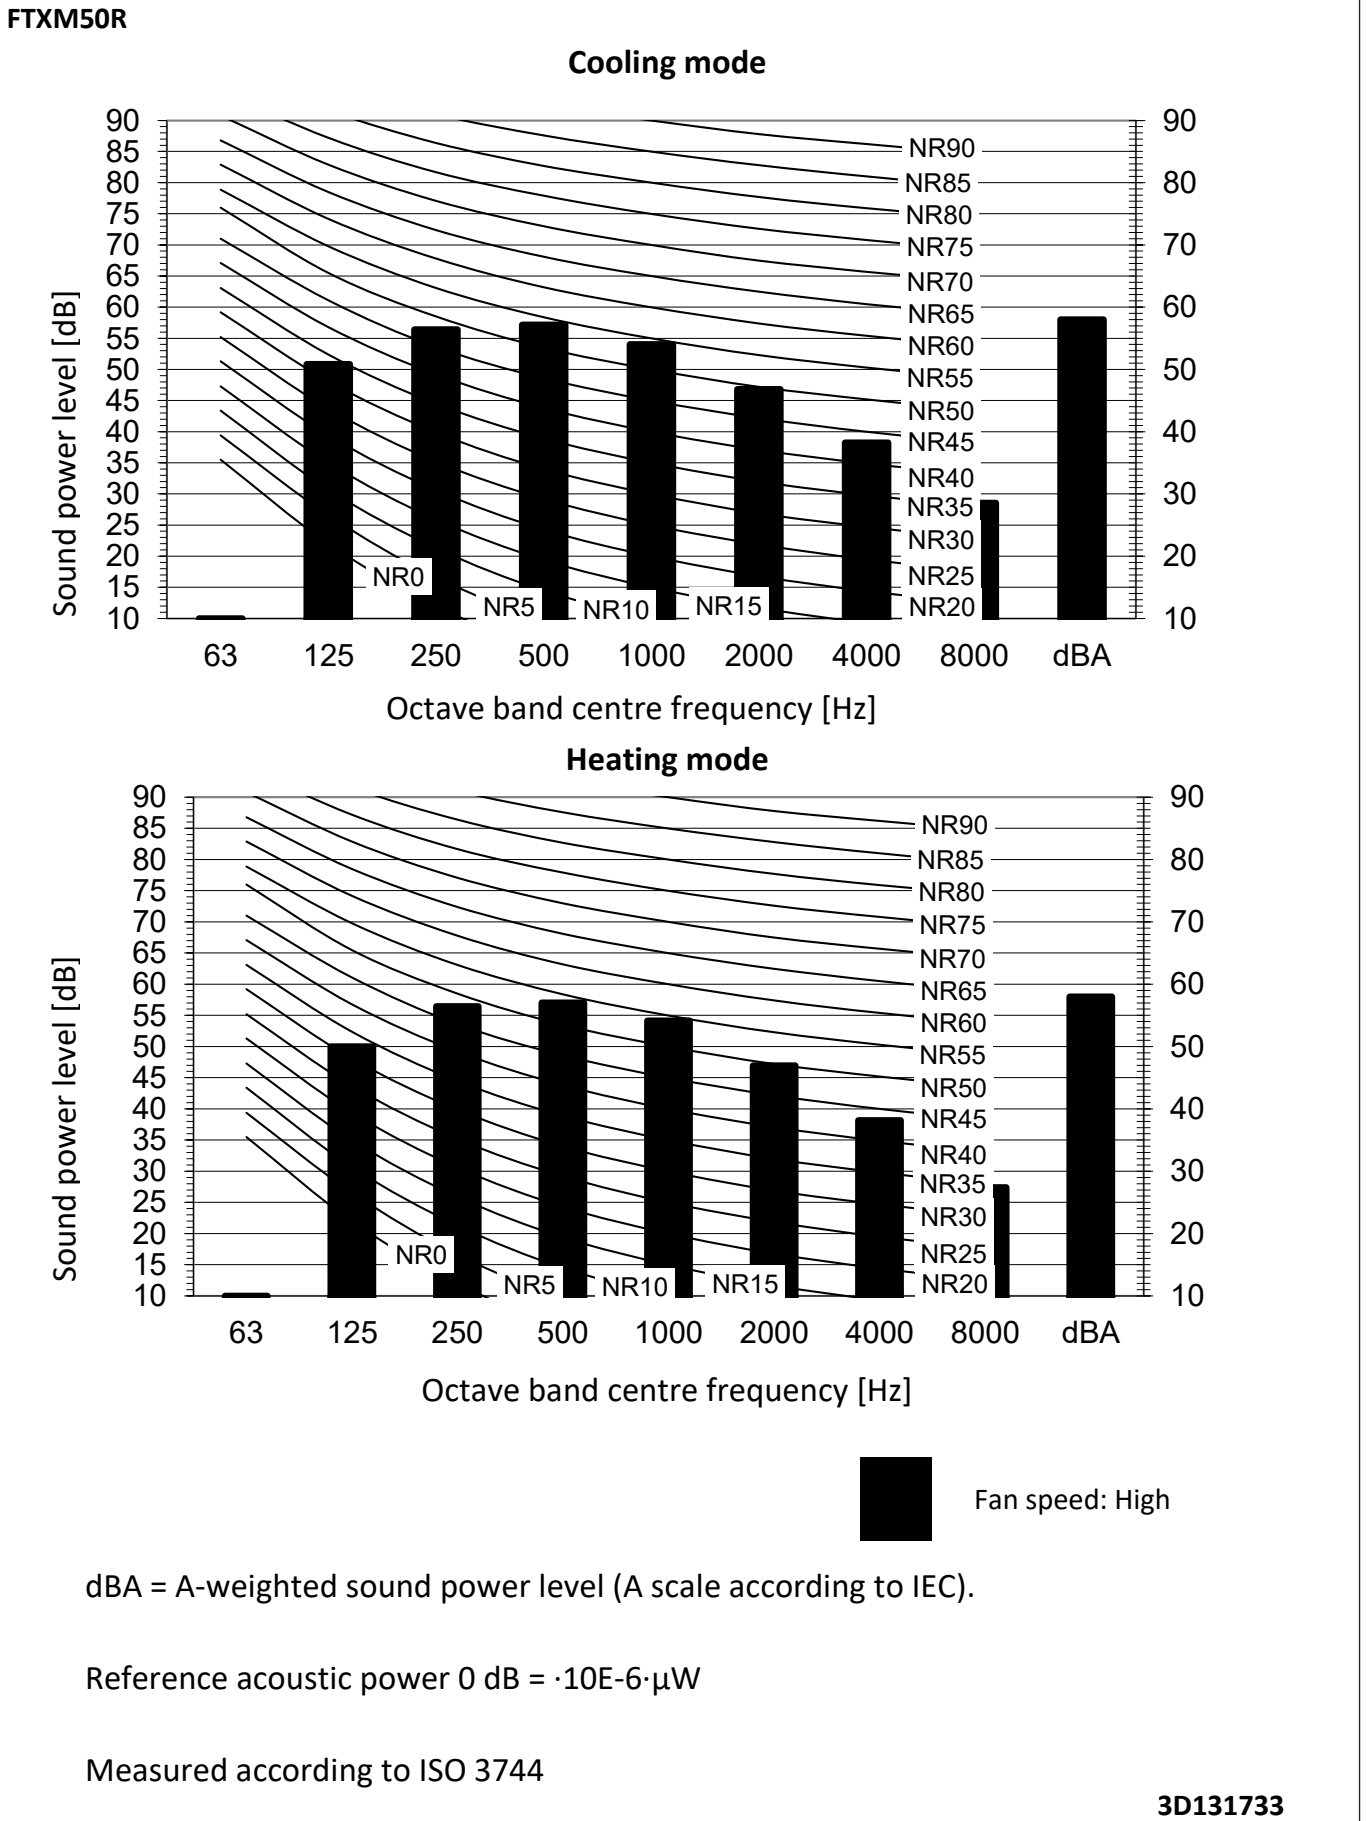 FTXM50R
Cooling mode
Sound power level [dB]
90 90
85
80 80
75
70 70
65
60 60
55
50 50
45
40 40
35
30 30
25
20 20
15
10 10
NR90
NR85
NR80
NR75
NR70
NR65
NR60
NR55
NR50
NR45
NR40
NR35
NR30
NR25
NR20
NR0
NR5 NR10 NR15
63 125 250 500 1000 2000 4000 8000 dBA
Octave band centre frequency [Hz]
Heating mode
Sound power level [dB]
90 90
85
80 80
75
70 70
65
60 60
55
50 50
45
40 40
35
30 30
25
20 20
15
10 10
NR90
NR85
NR80
NR75
NR70
NR65
NR60
NR55
NR50
NR45
NR40
NR35
NR30
NR25
NR20
NR0
NR5 NR10 NR15
63 125 250 500 1000 2000 4000 8000 dBA
Octave band centre frequency [Hz]
Fan speed: High
dBA = A-weighted sound power level (A scale according to IEC).
Reference acoustic power 0 dB = ·10E-6·μW
Measured according to ISO 3744
3D131733